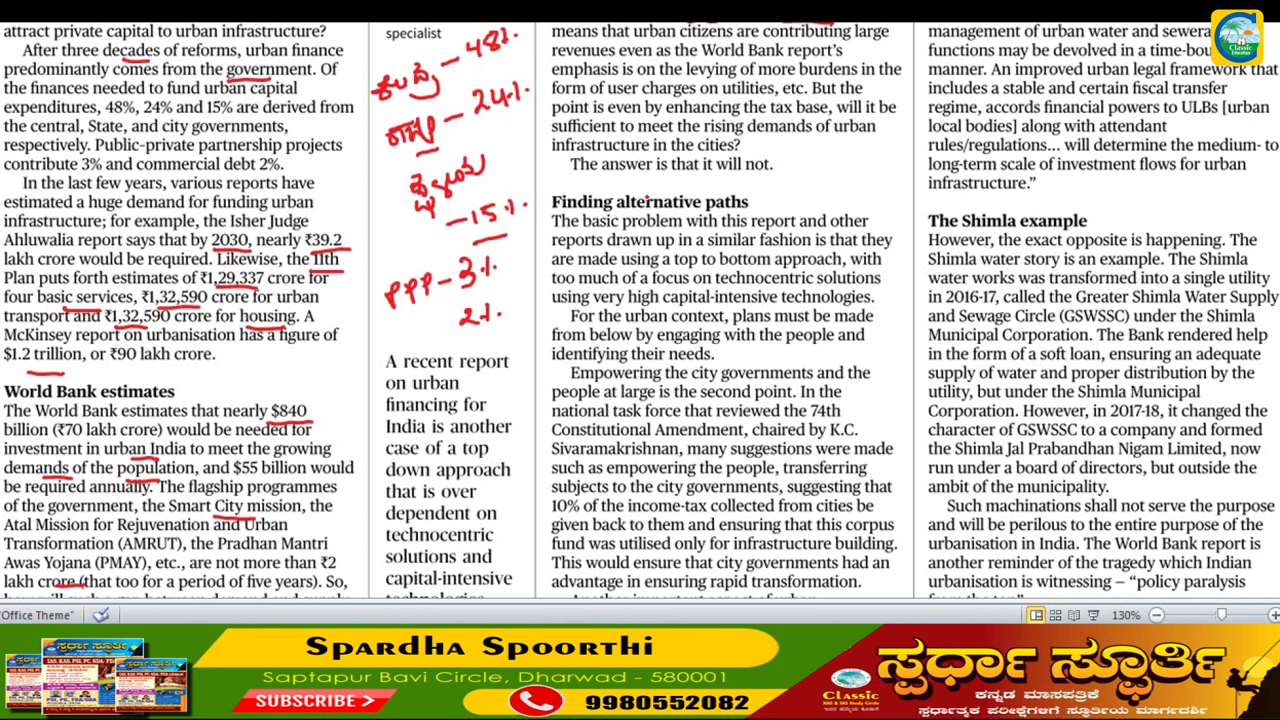 attract private capital to urban infrastructure?
After three decades of reforms, urban finance
predominantly comes from the government. Of
the finances needed to fund urban capital
expenditures, 48%, 24% and 15% are derived from
the central, State, and city governments,
respectively. Public-private partnership projects
contribute 3% and commercial debt 2%.
In the last few years, various reports have
estimated a huge demand for funding urban
infrastructure; for example, the Isher Judge
Ahluwalia report says that by 2030, nearly ₹39.2
lakh crore would be required. Likewise, the 11th
Plan puts forth estimates of ₹1,29,337 crore for
four basic services, ₹1,32,590 crore for urban
transport and ₹1,32,590 crore for housing. A
McKinsey report on urbanisation has a figure of
$1.2 trillion, or ₹90 lakh crore.
World Bank estimates
The World Bank estimates that nearly $840
billion (₹70 lakh crore) would be needed for
investment in urban India to meet the growing
demands of the population, and $55 billion would
be required annually. The flagship programmes
of the government, the Smart City mission, the
Atal Mission for Rejuvenation and Urban
Transformation (AMRUT), the Pradhan Mantri
Awas Yojana (PMAY), etc., are not more than ₹2
lakh crore (that too for a period of five years). So,
specialist
ಕೇಂದ್ರ – 48%.
ರಾಜ್ಯ – 24%.
– 15%.
PPP – 3%
2%.
A recent report
on urban
financing for
India is another
case of a top
down approach
that is over
dependent on
technocentric
solutions and
capital-intensive
means that urban citizens are contributing large
revenues even as the World Bank report's
emphasis is on the levying of more burdens in the
form of user charges on utilities, etc. But the
point is even by enhancing the tax base, will it be
sufficient to meet the rising demands of urban
infrastructure in the cities?
The answer is that it will not.
Finding alternative paths
The basic problem with this report and other
reports drawn up in a similar fashion is that they
are made using a top to bottom approach, with
too much of a focus on technocentric solutions
using very high capital-intensive technologies.
For the urban context, plans must be made
from below by engaging with the people and
identifying their needs.
Empowering the city governments and the
people at large is the second point. In the
national task force that reviewed the 74th
Constitutional Amendment, chaired by K.C.
Sivaramakrishnan, many suggestions were made
such as empowering the people, transferring
subjects to the city governments, suggesting that
10% of the income-tax collected from cities be
given back to them and ensuring that this corpus
fund was utilised only for infrastructure building.
This would ensure that city governments had an
advantage in ensuring rapid transformation.
management of urban water and sewera
functions may be devolved in a time-bou
manner. An improved urban legal framework that
includes a stable and certain fiscal transfer
regime, accords financial powers to ULBs [urban
local bodies] along with attendant
rules/regulations... will determine the medium- to
long-term scale of investment flows for urban
infrastructure."
The Shimla example
However, the exact opposite is happening. The
Shimla water story is an example. The Shimla
water works was transformed into a single utility
in 2016-17, called the Greater Shimla Water Supply
and Sewage Circle (GSWSSC) under the Shimla
Municipal Corporation. The Bank rendered help
in the form of a soft loan, ensuring an adequate
supply of water and proper distribution by the
utility, but under the Shimla Municipal
Corporation. However, in 2017-18, it changed the
character of GSWSSC to a company and formed
the Shimla Jal Prabandhan Nigam Limited, now
run under a board of directors, but outside the
ambit of the municipality.
Such machinations shall not serve the purpose
and will be perilous to the entire purpose of the
urbanisation in India. The World Bank report is
another reminder of the tragedy which Indian
urbanisation is witnessing – "policy paralysis
Classic
Education
"Office Theme"
130%
Spardha Spoorthi
Saptapur Bavi Circle, Dharwad - 580001
SUBSCRIBE
9980552082
Classic
ಸ್ಪರ್ಧಾ ಸ್ಫೂರ್ತಿ
ಕನ್ನಡ ಮಾಸಪತ್ರಿಕೆ
ಸ್ಪರ್ಧಾತ್ಮಕ ಪರೀಕ್ಷೆಗಳಿಗೆ ಸ್ಫೂರ್ತಿಯ ಮಾರ್ಗದರ್ಶಿ